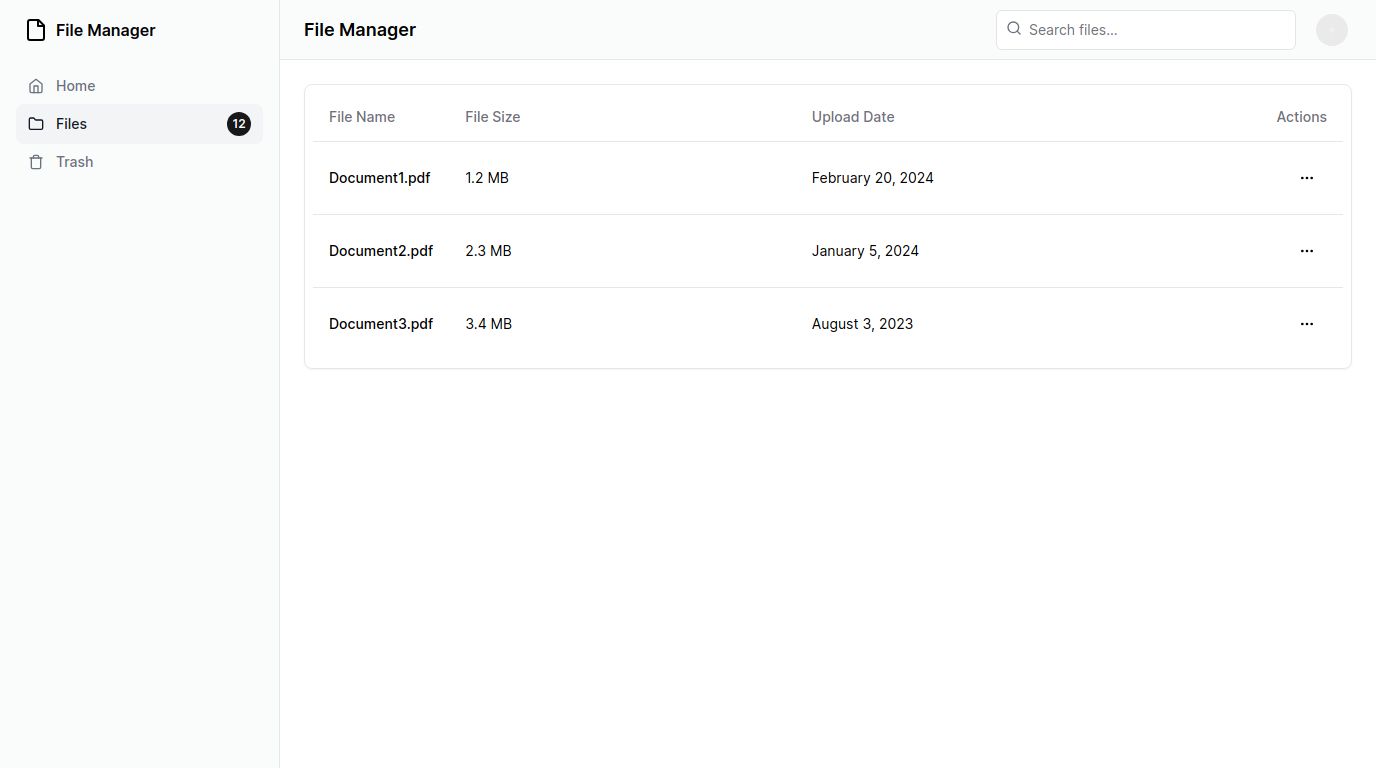 File Manager
Home
Files 12
Trash
File Manager
Search files...
File Name File Size Upload Date Actions
Document1.pdf 1.2 MB February 20, 2024
Document2.pdf 2.3 MB January 5, 2024
Document3.pdf 3.4 MB August 3, 2023